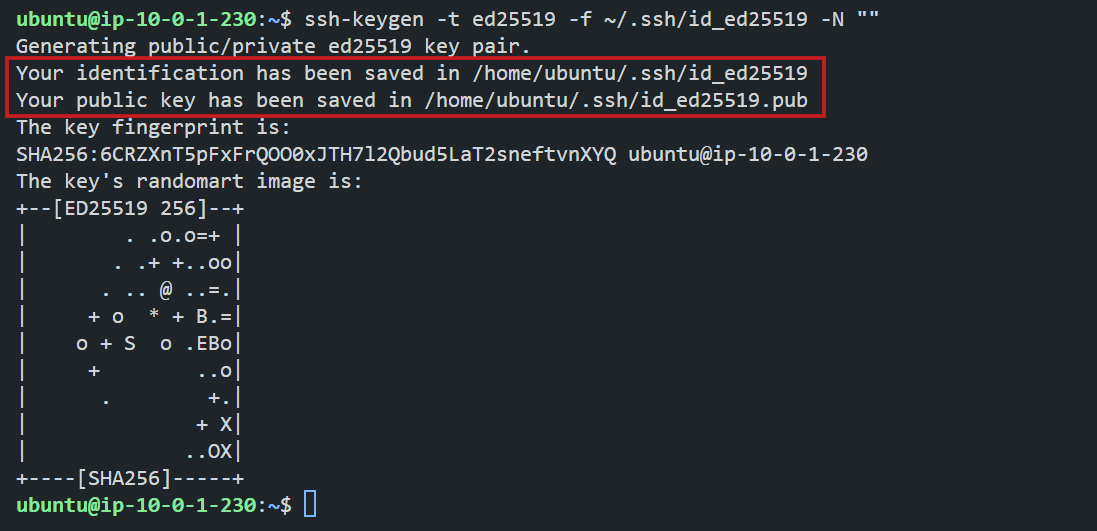 ubuntu@ip-10-0-1-230:~$ ssh-keygen -t ed25519 -f ~/.ssh/id_ed25519 -N ""
Generating public/private ed25519 key pair.
Your identification has been saved in /home/ubuntu/.ssh/id_ed25519
Your public key has been saved in /home/ubuntu/.ssh/id_ed25519.pub
The key fingerprint is:
SHA256:6CRZXnT5pFxFrQOO0xJTH7l2Qbud5LaT2sneftvnXYQ ubuntu@ip-10-0-1-230
The key's randomart image is:
+--[ED25519 256]--+
|        . .o.o=+ |
|       . .+ +..oo|
|      . .. @ ..=.|
|     + o  * + B.=|
|    o + S  o .EBo|
|     +        ..o|
|      .        +.|
|              + X|
|             ..OX|
+----[SHA256]-----+
ubuntu@ip-10-0-1-230:~$